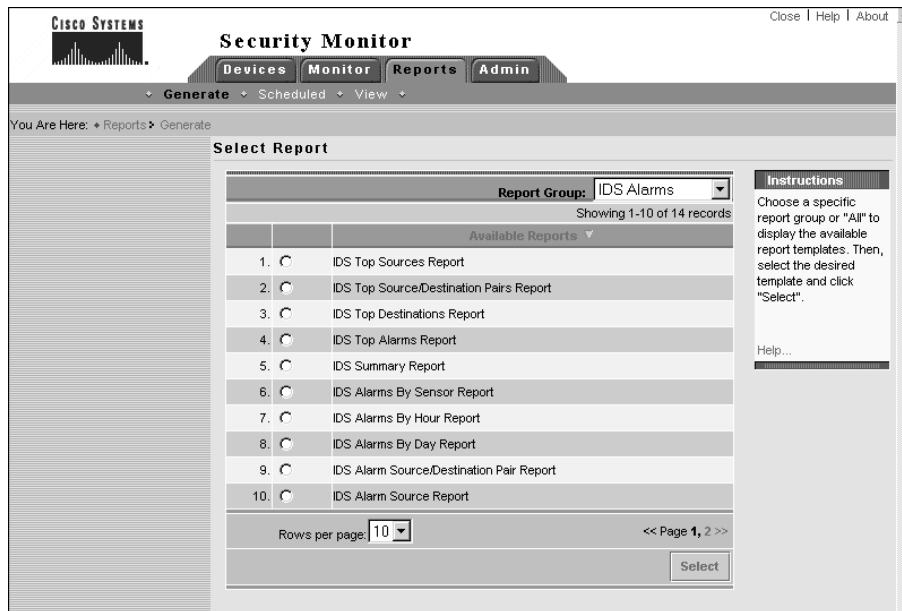 Close | Help | About
CISCO SYSTEMS
Security Monitor
Devices Monitor Reports Admin
Generate Scheduled View
You Are Here: Reports > Generate
Select Report
Report Group: IDS Alarms
Showing 1-10 of 14 records
Available Reports
1. IDS Top Sources Report
2. IDS Top Source/Destination Pairs Report
3. IDS Top Destinations Report
4. IDS Top Alarms Report
5. IDS Summary Report
6. IDS Alarms By Sensor Report
7. IDS Alarms By Hour Report
8. IDS Alarms By Day Report
9. IDS Alarm Source/Destination Pair Report
10. IDS Alarm Source Report
Rows per page: 10
<< Page 1, 2 >>
Select
Instructions
Choose a specific
report group or "All" to
display the available
report templates. Then,
select the desired
template and click
"Select".
Help...